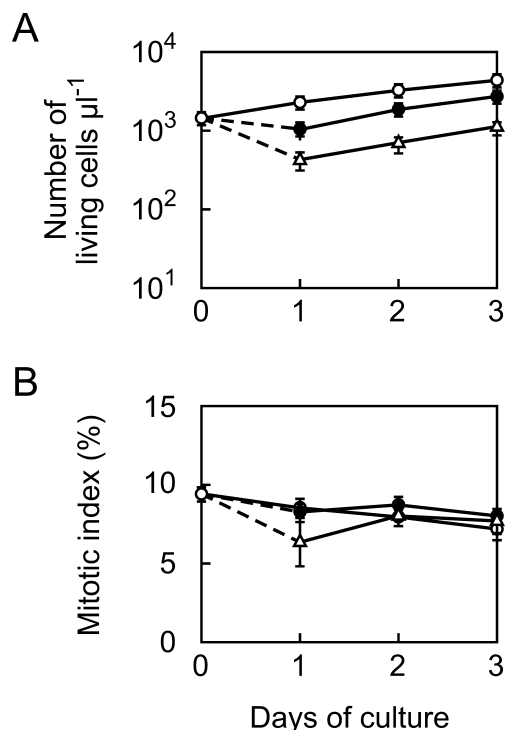 A
Number of
living cells µl⁻¹
10⁴
10³
10²
10¹
0 1 2 3
B
Mitotic index (%)
15
10
5
0
0 1 2 3
Days of culture